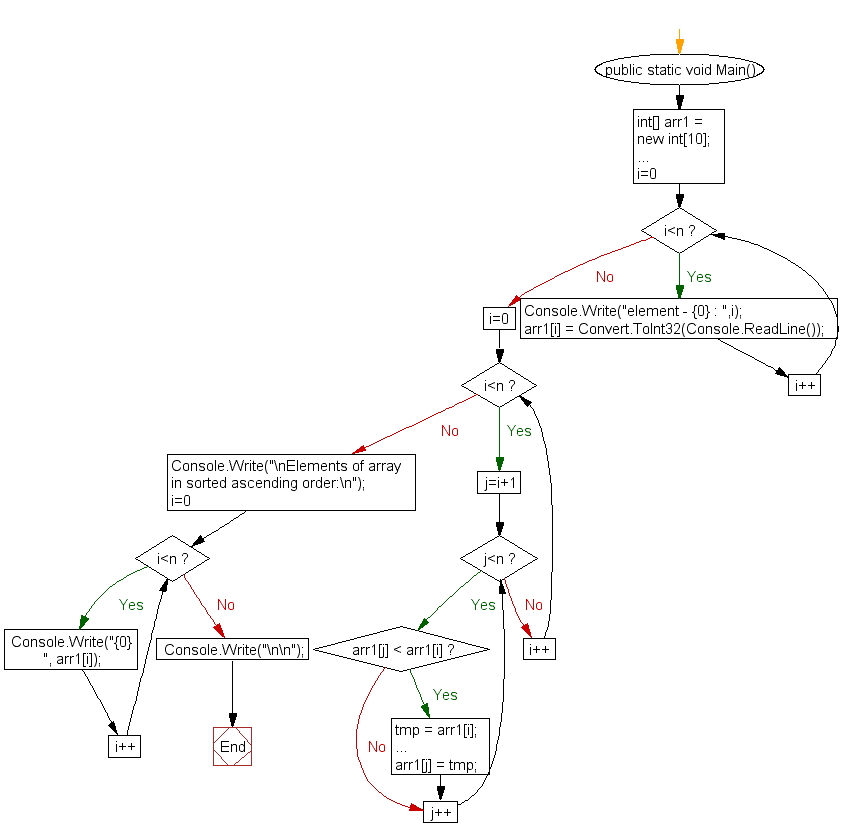 public static void Main()
int[] arr1 =
new int[10];
...
i=0
i<n ?
No
Yes
i=0
Console.Write("element - {0} : ",i);
arr1[i] = Convert.ToInt32(Console.ReadLine());
i++
i<n ?
No
Yes
Console.Write("\nElements of array
in sorted ascending order:\n");
i=0
j=i+1
i<n ?
j<n ?
Yes
No
Yes
No
Console.Write("{0}
", arr1[i]);
Console.Write("\n\n");
arr1[j] < arr1[i] ?
i++
Yes
No
tmp = arr1[i];
...
arr1[j] = tmp;
i++
End
j++